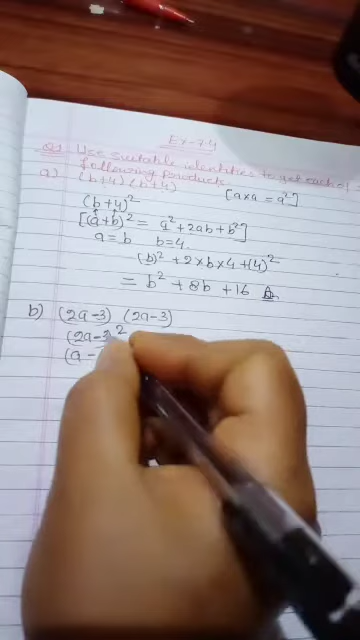 Ex-7.4
Q1 Use suitable identities to get each of
following products
a) (b+4) (b+4)
(b+4)² [a×a = a²]
[(a+b)² = a²+2ab+b²]
a=b b=4
(b)² + 2×b×4+(4)²
= b² + 8b +16
b) (2a-3) (2a-3)
(2a-3)²
(a-